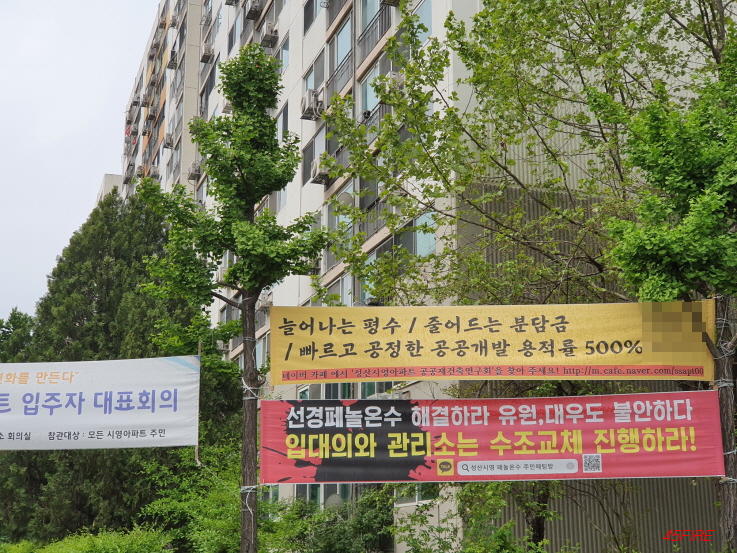 늘어나는 평수 / 줄어드는 분담금
/ 빠르고 공정한 공공개발 용적률 500%
네이버 카페 에서 '성산시영아파트 공공재건축연구회'을 찾아 주세요! http://m.cafe.naver.com/ssapt00
변화를 만든다"
트 입주자 대표회의
소 회의실 참관대상 : 모든 시영아파트 주민
선경페놀온수 해결하라 유원,대우도 불안하다
입대의와 관리소는 수조교체 진행하라!
성산시영 페놀온수 주민채팅방